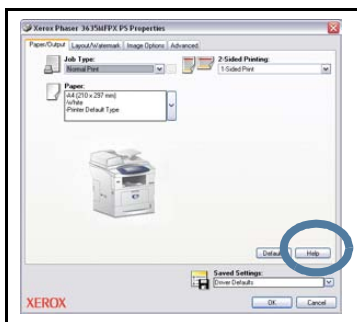 Xerox Phaser 3635MFPX PS Properties
Paper/Output Layout/Watermark Image Options Advanced
Job Type:
Normal Print
2-Sided Printing:
1-Sided Print
Paper:
-A4 (210 x 297 mm)
-White
-Printer Default Type
Help
Saved Settings:
Driver Defaults
XEROX
OK Cancel